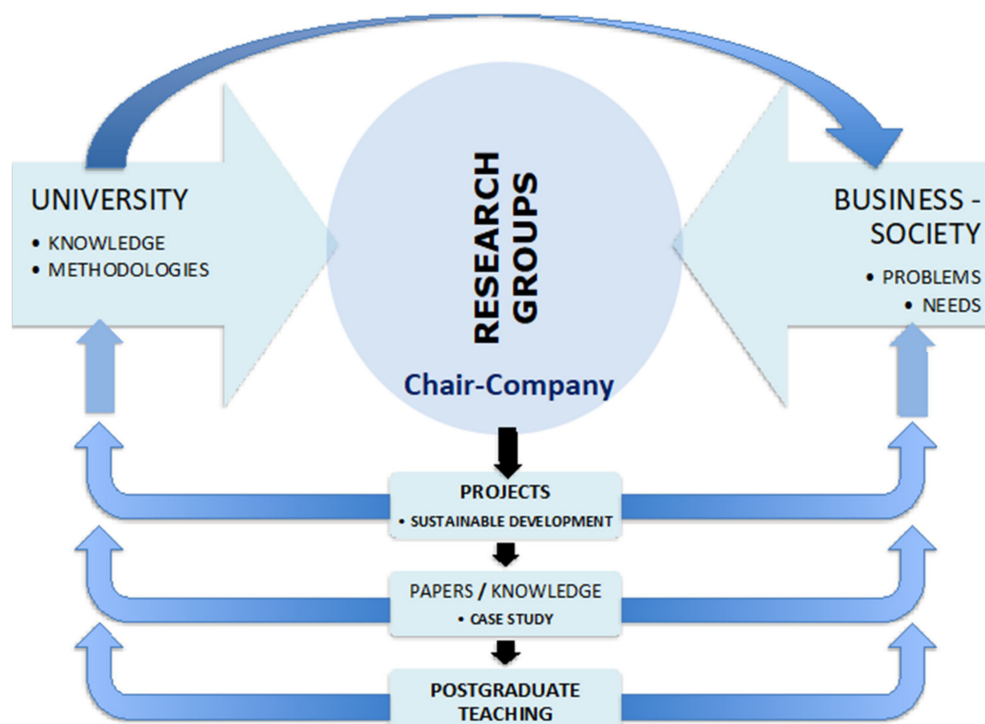 UNIVERSITY
• KNOWLEDGE
• METHODOLOGIES
RESEARCH
GROUPS
Chair-Company
BUSINESS -
SOCIETY
• PROBLEMS
• NEEDS
PROJECTS
• SUSTAINABLE DEVELOPMENT
PAPERS / KNOWLEDGE
• CASE STUDY
POSTGRADUATE
TEACHING